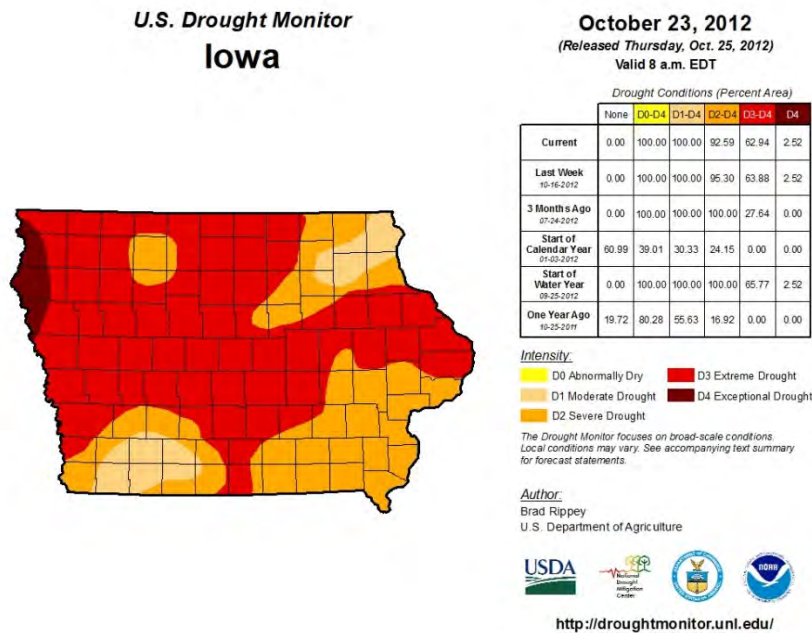 U.S. Drought Monitor
Iowa
October 23, 2012
(Released Thursday, Oct. 25, 2012)
Valid 8 a.m. EDT
Drought Conditions (Percent Area)
None D0-D4 D1-D4 D2-D4 D3-D4 D4
Current 0.00 100.00 100.00 92.59 62.94 2.52
Last Week
10-16-2012 0.00 100.00 100.00 95.30 63.88 2.52
3 Months Ago
07-24-2012 0.00 100.00 100.00 100.00 27.64 0.00
Start of
Calendar Year 60.99 39.01 30.33 24.15 0.00 0.00
01-03-2012
Start of
Water Year 0.00 100.00 100.00 100.00 65.77 2.52
09-25-2012
One Year Ago
10-25-2011 19.72 80.28 55.63 16.92 0.00 0.00
Intensity:
D0 Abnormally Dry D3 Extreme Drought
D1 Moderate Drought D4 Exceptional Drought
D2 Severe Drought
The Drought Monitor focuses on broad-scale conditions.
Local conditions may vary. See accompanying text summary
for forecast statements.
Author:
Brad Rippey
U.S. Department of Agriculture
USDA
National
Drought
Mitigation
Center
NOAA
http://droughtmonitor.unl.edu/